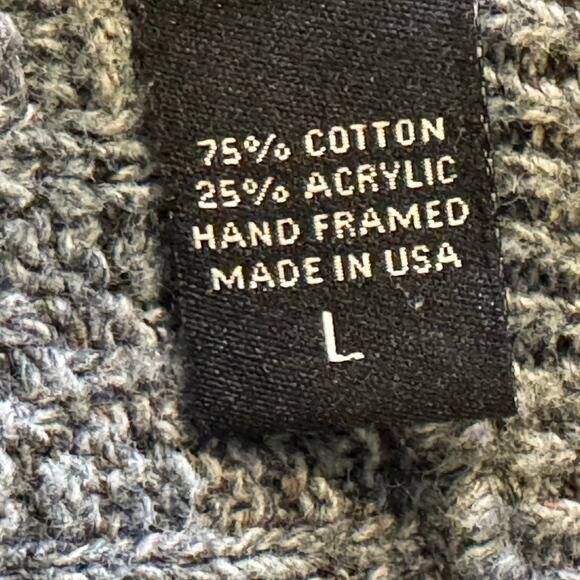 75% COTTON
25% ACRYLIC
HAND FRAMED
MADE IN USA
L